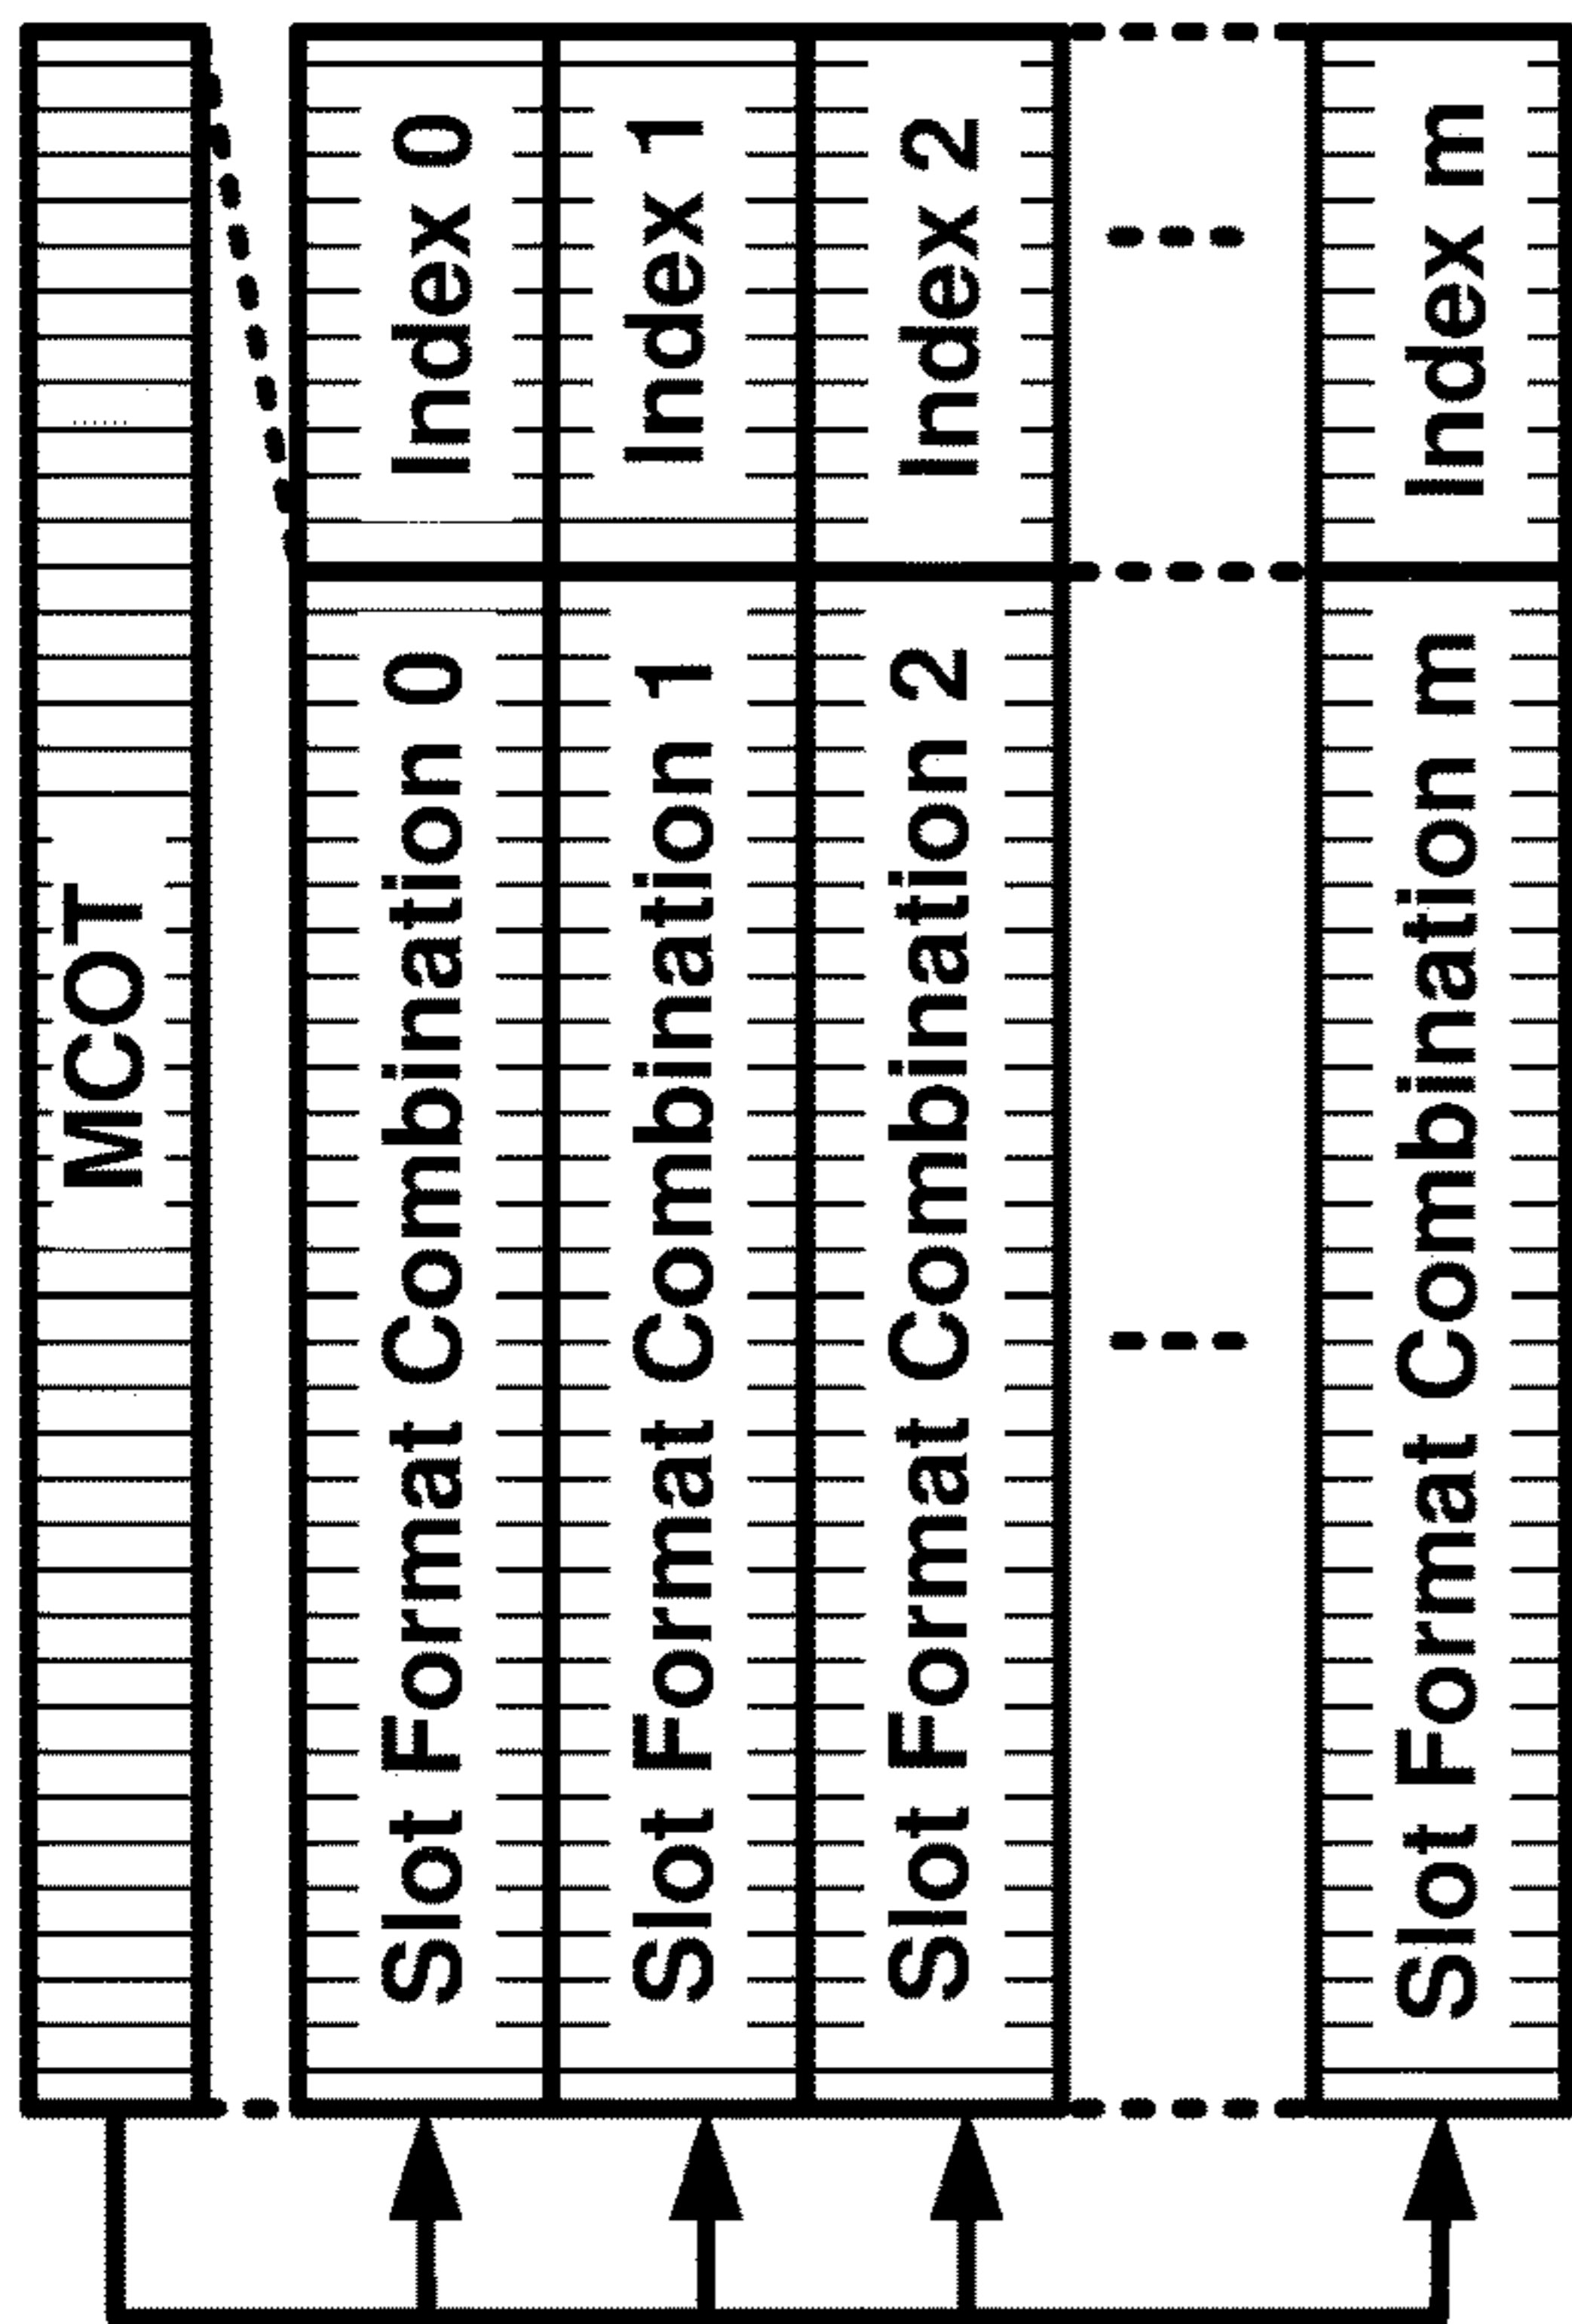 MCOT
Slot Format Combination 0 Index 0
Slot Format Combination 1 Index 1
Slot Format Combination 2 Index 2
Slot Format Combination m Index m